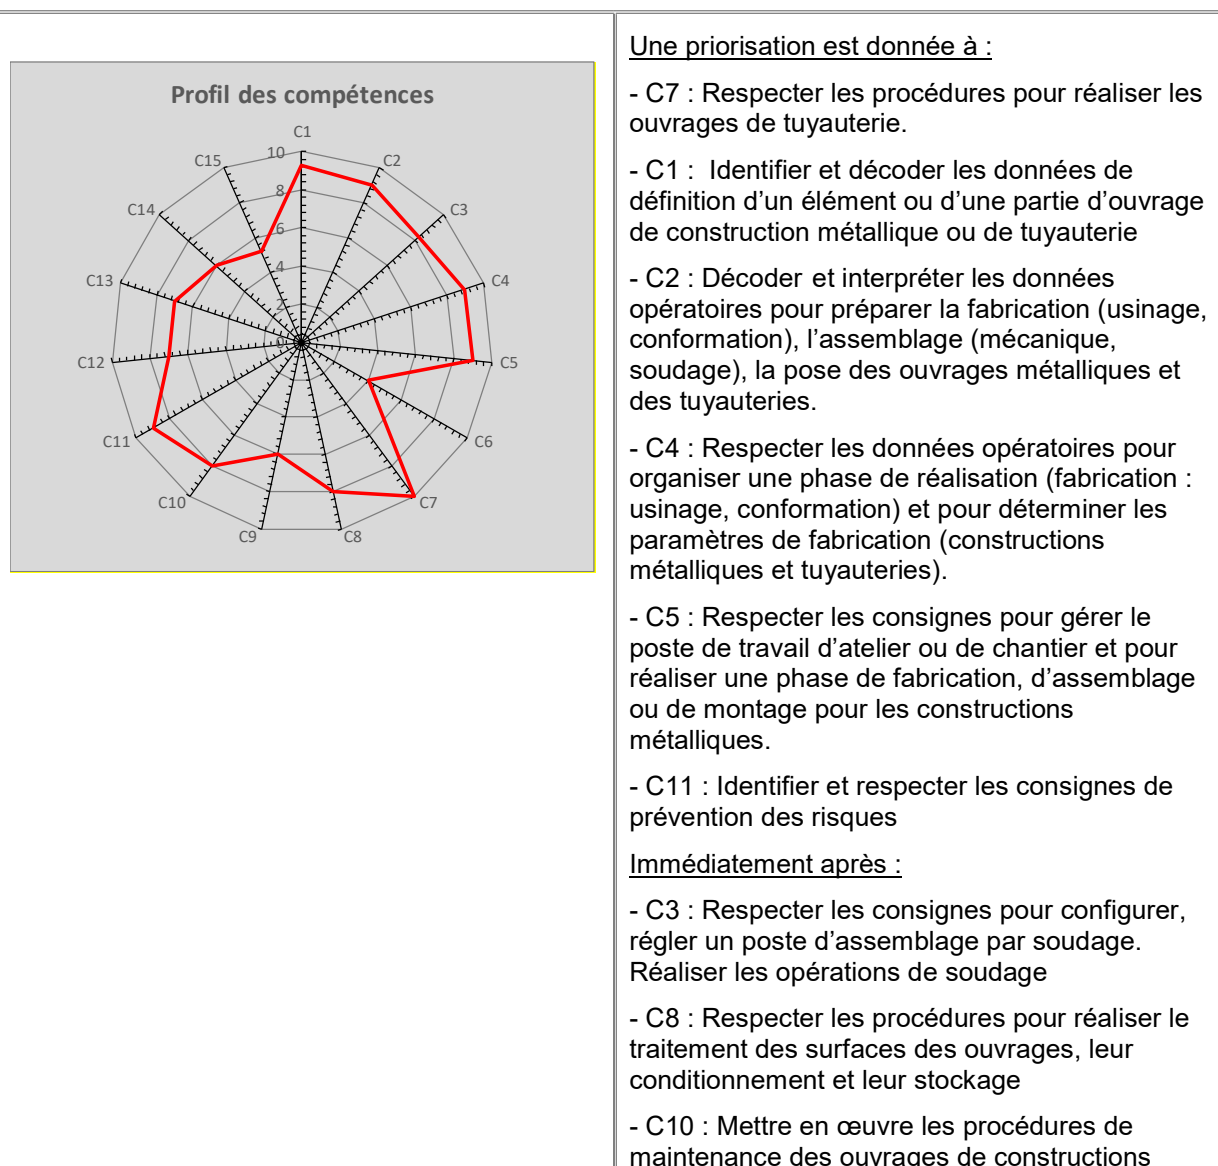 Profil des compétences
C1
C2
C3
C4
C5
C6
C7
C8
C9
C10
C11
C12
C13
C14
C15
10
8
6
4
2
0
Une priorisation est donnée à :
- C7 : Respecter les procédures pour réaliser les
ouvrages de tuyauterie.
- C1 : Identifier et décoder les données de
définition d’un élément ou d’une partie d’ouvrage
de construction métallique ou de tuyauterie
- C2 : Décoder et interpréter les données
opératoires pour préparer la fabrication (usinage,
conformation), l’assemblage (mécanique,
soudage), la pose des ouvrages métalliques et
des tuyauteries.
- C4 : Respecter les données opératoires pour
organiser une phase de réalisation (fabrication :
usinage, conformation) et pour déterminer les
paramètres de fabrication (constructions
métalliques et tuyauteries).
- C5 : Respecter les consignes pour gérer le
poste de travail d’atelier ou de chantier et pour
réaliser une phase de fabrication, d’assemblage
ou de montage pour les constructions
métalliques.
- C11 : Identifier et respecter les consignes de
prévention des risques
Immédiatement après :
- C3 : Respecter les consignes pour configurer,
régler un poste d’assemblage par soudage.
Réaliser les opérations de soudage
- C8 : Respecter les procédures pour réaliser le
traitement des surfaces des ouvrages, leur
conditionnement et leur stockage
- C10 : Mettre en œuvre les procédures de
maintenance des ouvrages de constructions